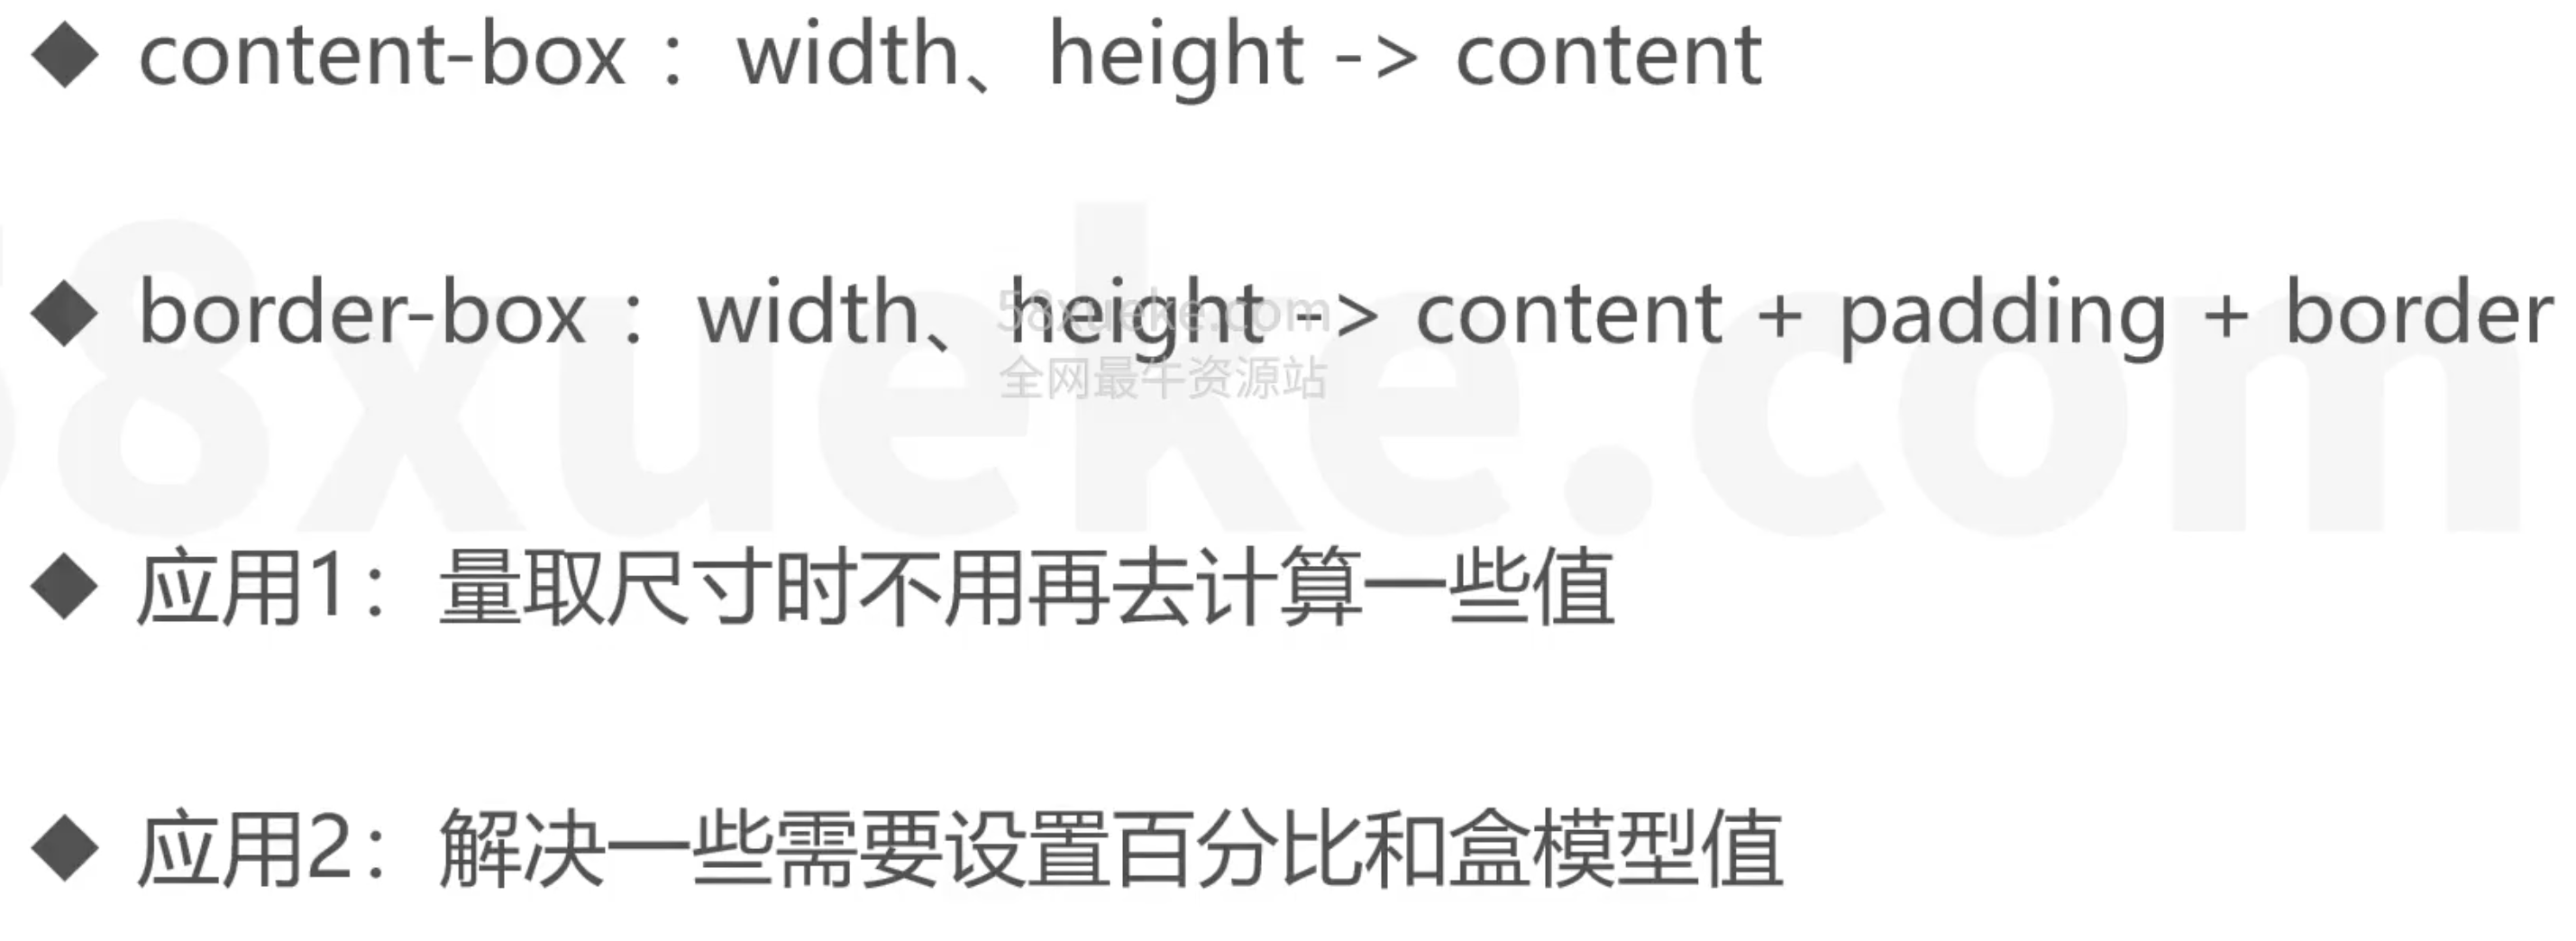 ◆ content-box : width、height -> content
◆ border-box : width、height -> content + padding + border
58xueke.com
全网最牛资源站
58xueke.com
◆ 应用1：量取尺寸时不用再去计算一些值
◆ 应用2：解决一些需要设置百分比和盒模型值